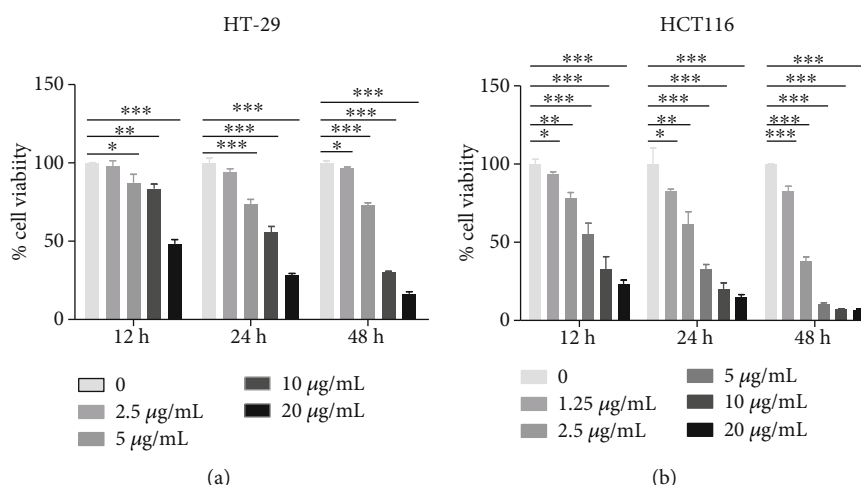 HT-29
150
100
50
0
% cell viabiity
***
**
*
***
***
***
***
***
***
*
12 h
24 h
48 h
0
2.5 µg/mL
5 µg/mL
10 µg/mL
20 µg/mL
(a)
HCT116
150
100
50
0
% cell viabiity
***
***
***
**
*
***
***
***
**
*
***
***
***
***
***
12 h
24 h
48 h
0
1.25 µg/mL
2.5 µg/mL
5 µg/mL
10 µg/mL
20 µg/mL
(b)